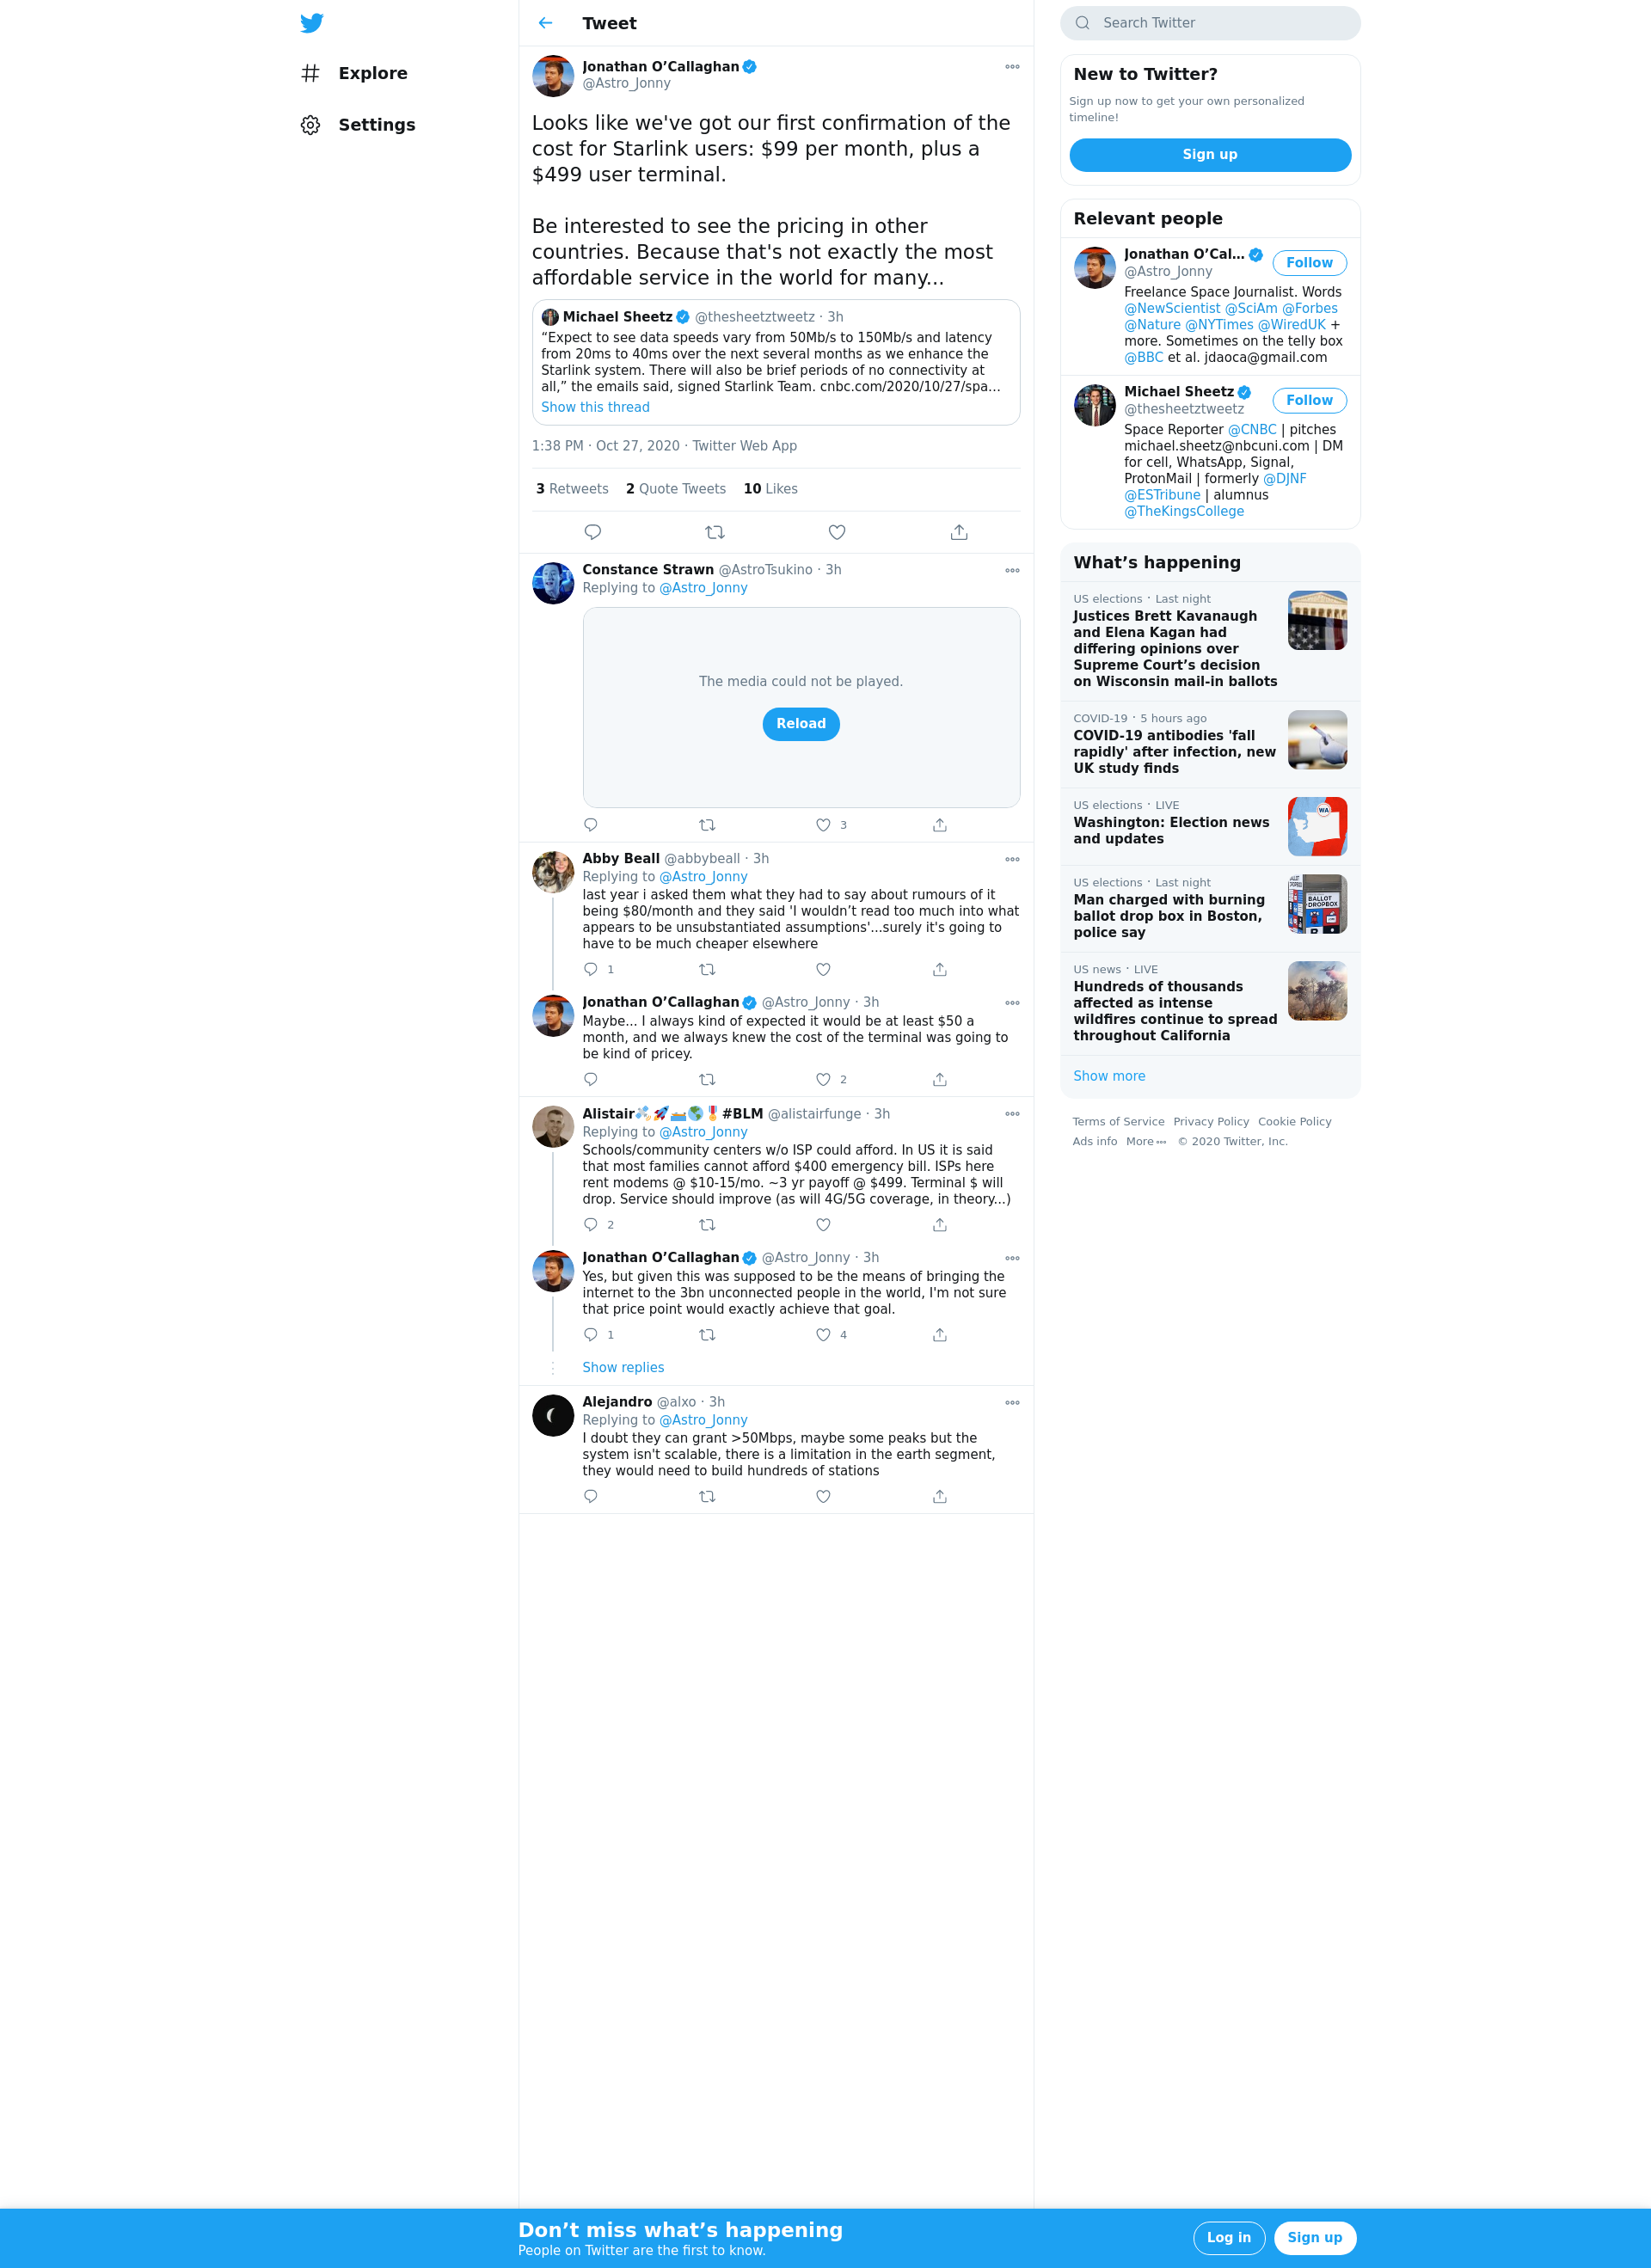 Explore
Settings
Tweet
Jonathan O’Callaghan
@Astro_Jonny
Looks like we've got our first confirmation of the
cost for Starlink users: $99 per month, plus a
$499 user terminal.
Be interested to see the pricing in other
countries. Because that's not exactly the most
affordable service in the world for many...
Michael Sheetz @thesheetztweetz · 3h
“Expect to see data speeds vary from 50Mb/s to 150Mb/s and latency
from 20ms to 40ms over the next several months as we enhance the
Starlink system. There will also be brief periods of no connectivity at
all,” the emails said, signed Starlink Team. cnbc.com/2020/10/27/spa…
Show this thread
1:38 PM · Oct 27, 2020 · Twitter Web App
3 Retweets 2 Quote Tweets 10 Likes
Constance Strawn @AstroTsukino · 3h
Replying to @Astro_Jonny
The media could not be played.
Reload
3
Abby Beall @abbybeall · 3h
Replying to @Astro_Jonny
last year i asked them what they had to say about rumours of it
being $80/month and they said 'I wouldn’t read too much into what
appears to be unsubstantiated assumptions'...surely it's going to
have to be much cheaper elsewhere
1
Jonathan O’Callaghan @Astro_Jonny · 3h
Maybe... I always kind of expected it would be at least $50 a
month, and we always knew the cost of the terminal was going to
be kind of pricey.
2
Alistair🛰🚀🛶🌎🎖#BLM @alistairfunge · 3h
Replying to @Astro_Jonny
Schools/community centers w/o ISP could afford. In US it is said
that most families cannot afford $400 emergency bill. ISPs here
rent modems @ $10-15/mo. ~3 yr payoff @ $499. Terminal $ will
drop. Service should improve (as will 4G/5G coverage, in theory...)
2
Jonathan O’Callaghan @Astro_Jonny · 3h
Yes, but given this was supposed to be the means of bringing the
internet to the 3bn unconnected people in the world, I'm not sure
that price point would exactly achieve that goal.
1 4
Show replies
Alejandro @alxo · 3h
Replying to @Astro_Jonny
I doubt they can grant >50Mbps, maybe some peaks but the
system isn't scalable, there is a limitation in the earth segment,
they would need to build hundreds of stations
Search Twitter
New to Twitter?
Sign up now to get your own personalized
timeline!
Sign up
Relevant people
Jonathan O’Cal…
Follow
@Astro_Jonny
Freelance Space Journalist. Words
@NewScientist @SciAm @Forbes
@Nature @NYTimes @WiredUK +
more. Sometimes on the telly box
@BBC et al. jdaoca@gmail.com
Michael Sheetz
Follow
@thesheetztweetz
Space Reporter @CNBC | pitches
michael.sheetz@nbcuni.com | DM
for cell, WhatsApp, Signal,
ProtonMail | formerly @DJNF
@ESTribune | alumnus
@TheKingsCollege
What’s happening
US elections · Last night
Justices Brett Kavanaugh
and Elena Kagan had
differing opinions over
Supreme Court’s decision
on Wisconsin mail-in ballots
COVID-19 · 5 hours ago
COVID-19 antibodies 'fall
rapidly' after infection, new
UK study finds
US elections · LIVE
Washington: Election news
and updates
WA
US elections · Last night
Man charged with burning
ballot drop box in Boston,
police say
BALLOT
DROPBOX
US news · LIVE
Hundreds of thousands
affected as intense
wildfires continue to spread
throughout California
Show more
Terms of Service Privacy Policy Cookie Policy
Ads info More © 2020 Twitter, Inc.
Don’t miss what’s happening
People on Twitter are the first to know.
Log in
Sign up